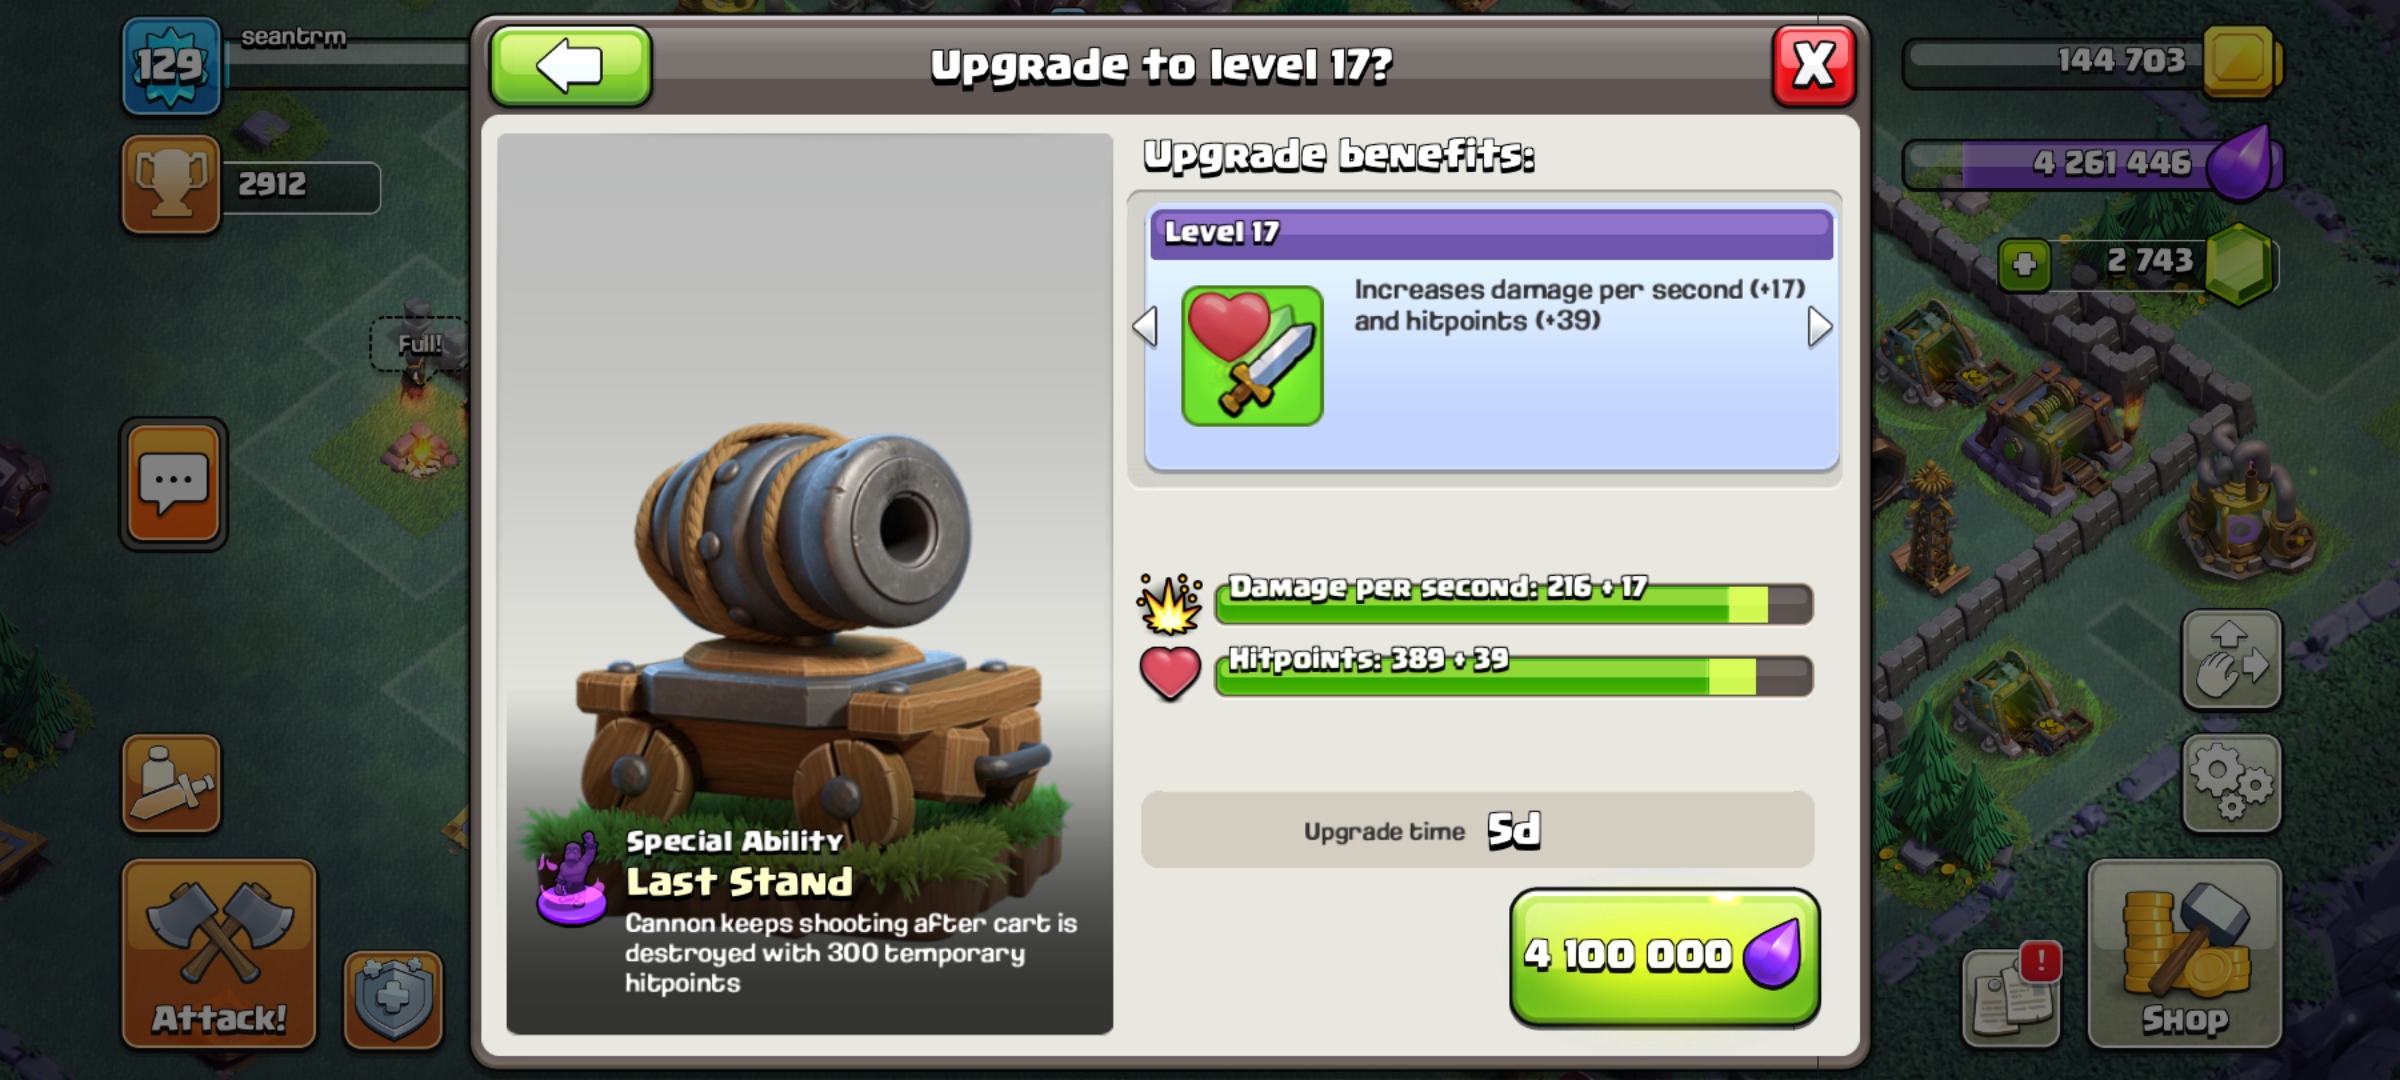 129
seantrm
2912
Full!
Attack!
Upgrade to level 17?
X
Special Ability
Last Stand
Cannon keeps shooting after cart is
destroyed with 300 temporary
hitpoints
Upgrade benefits:
Level 17
Increases damage per second (+17)
and hitpoints (+39)
Damage per second: 216 + 17
Hitpoints: 389 + 39
Upgrade time 5d
4 100 000
144 703
4 261 446
2 743
!
Shop